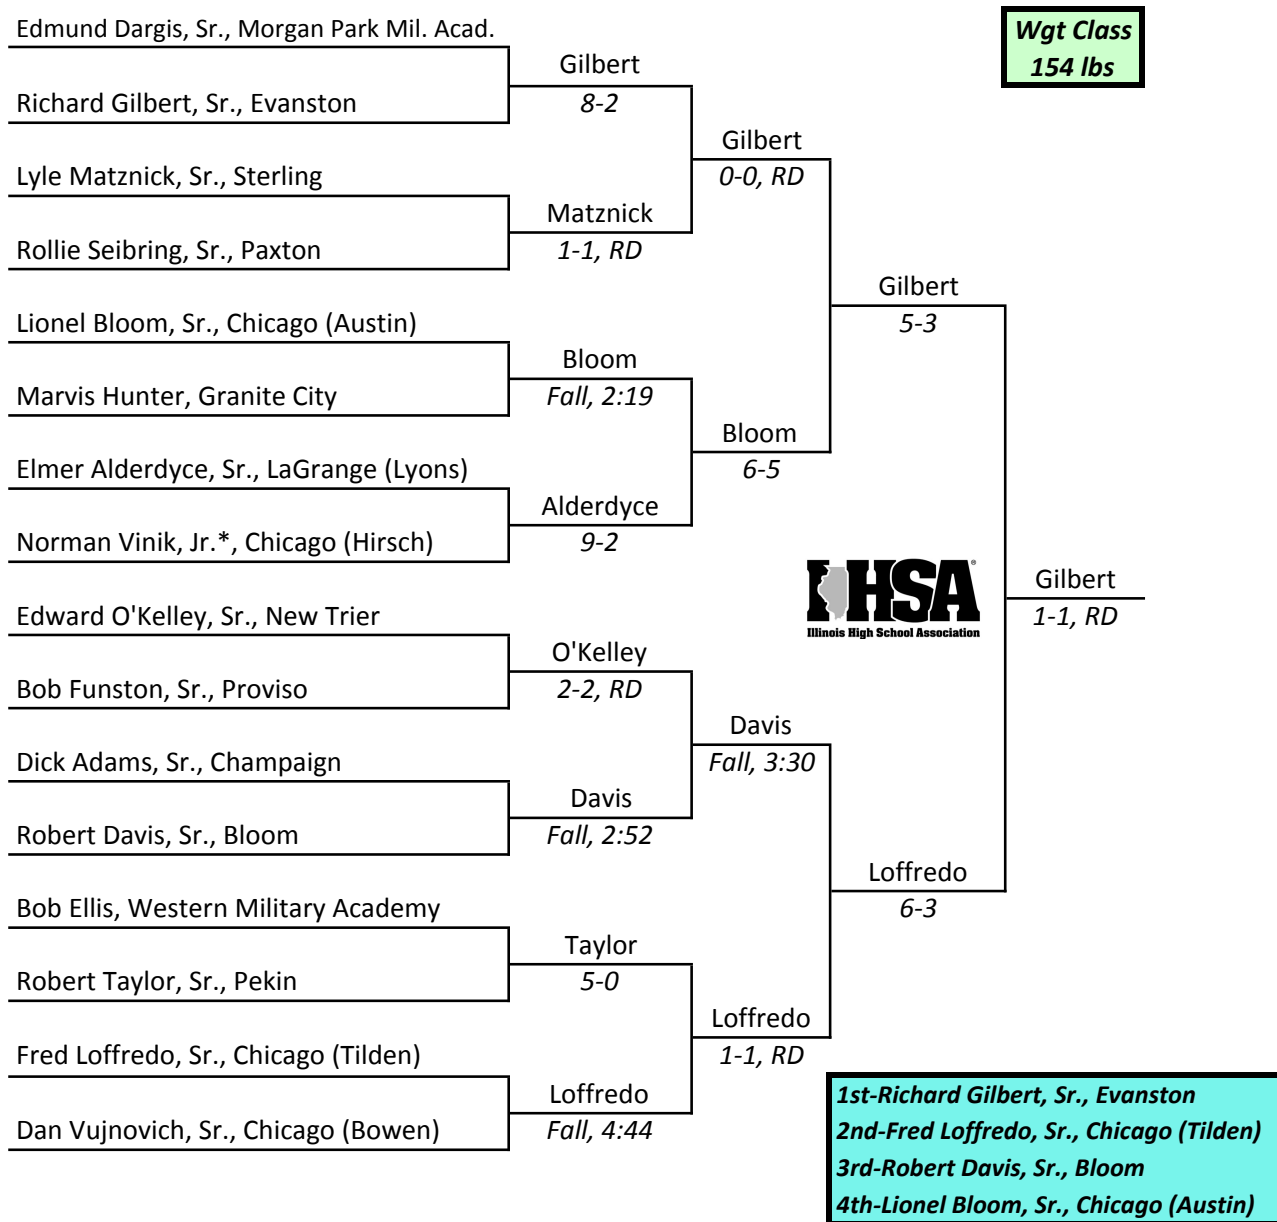 Edmund Dargis, Sr., Morgan Park Mil. Acad.
Wgt Class
154 lbs
Gilbert
8-2
Richard Gilbert, Sr., Evanston
Gilbert
0-0, RD
Lyle Matznick, Sr., Sterling
Matznick
1-1, RD
Rollie Seibring, Sr., Paxton
Gilbert
5-3
Lionel Bloom, Sr., Chicago (Austin)
Bloom
Fall, 2:19
Marvis Hunter, Granite City
Bloom
6-5
Elmer Alderdyce, Sr., LaGrange (Lyons)
Alderdyce
9-2
Norman Vinik, Jr.*, Chicago (Hirsch)
IHSA®
Illinois High School Association
Gilbert
1-1, RD
Edward O'Kelley, Sr., New Trier
O'Kelley
2-2, RD
Bob Funston, Sr., Proviso
Davis
Fall, 3:30
Dick Adams, Sr., Champaign
Davis
Fall, 2:52
Robert Davis, Sr., Bloom
Loffredo
6-3
Bob Ellis, Western Military Academy
Taylor
5-0
Robert Taylor, Sr., Pekin
Loffredo
1-1, RD
Fred Loffredo, Sr., Chicago (Tilden)
Loffredo
Fall, 4:44
Dan Vujnovich, Sr., Chicago (Bowen)
1st-Richard Gilbert, Sr., Evanston
2nd-Fred Loffredo, Sr., Chicago (Tilden)
3rd-Robert Davis, Sr., Bloom
4th-Lionel Bloom, Sr., Chicago (Austin)